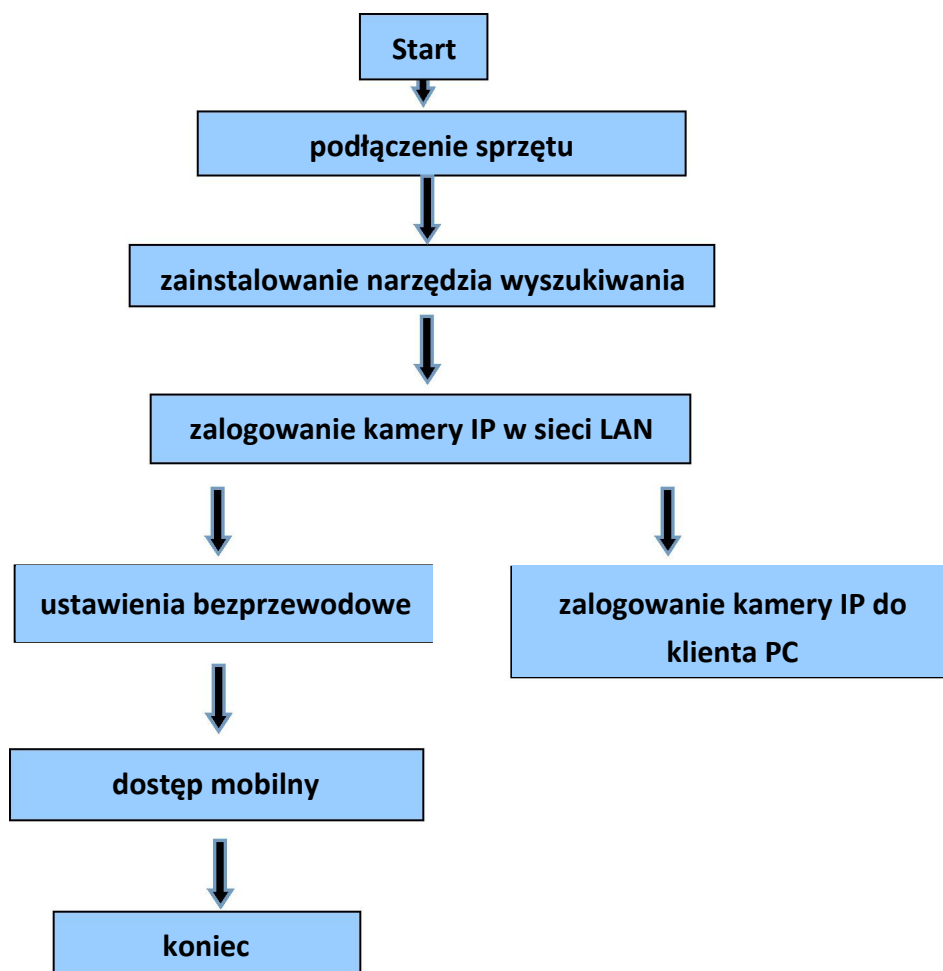 Start
podłączenie sprzętu
zainstalowanie narzędzia wyszukiwania
zalogowanie kamery IP w sieci LAN
ustawienia bezprzewodowe
zalogowanie kamery IP do
klienta PC
dostęp mobilny
koniec